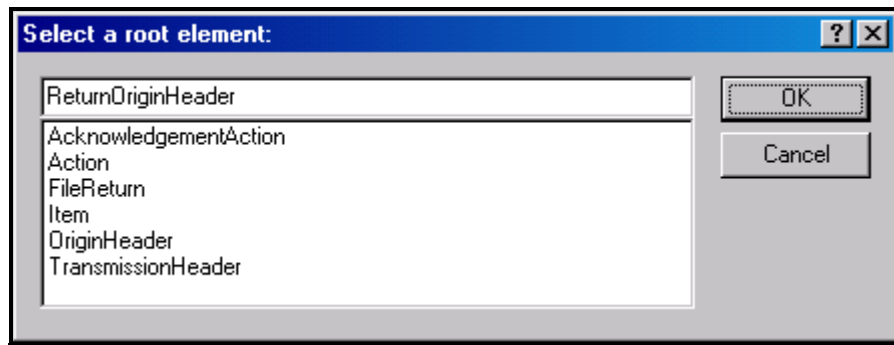 Select a root element:
ReturnOriginHeader
OK
AcknowledgementAction
Action
FileReturn
Item
OriginHeader
TransmissionHeader
Cancel